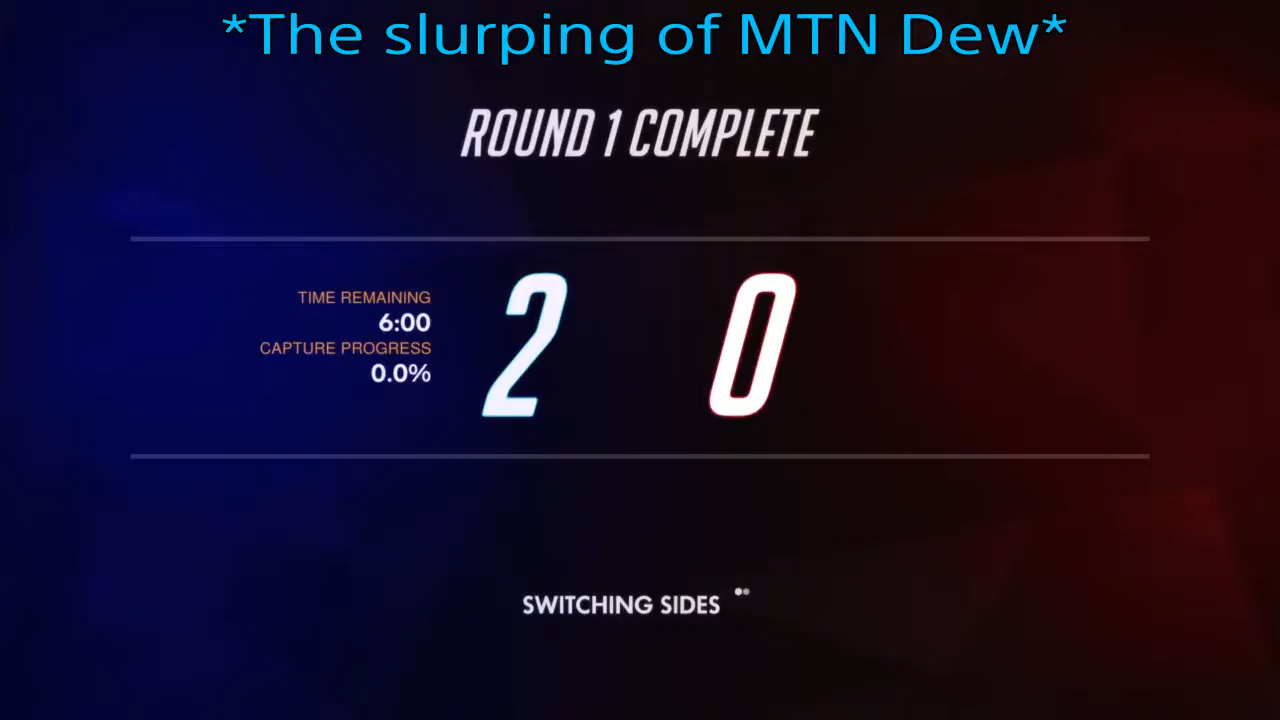 *The slurping of MTN Dew*
ROUND 1 COMPLETE
TIME REMAINING
6:00
CAPTURE PROGRESS
0.0%
2 0
SWITCHING SIDES